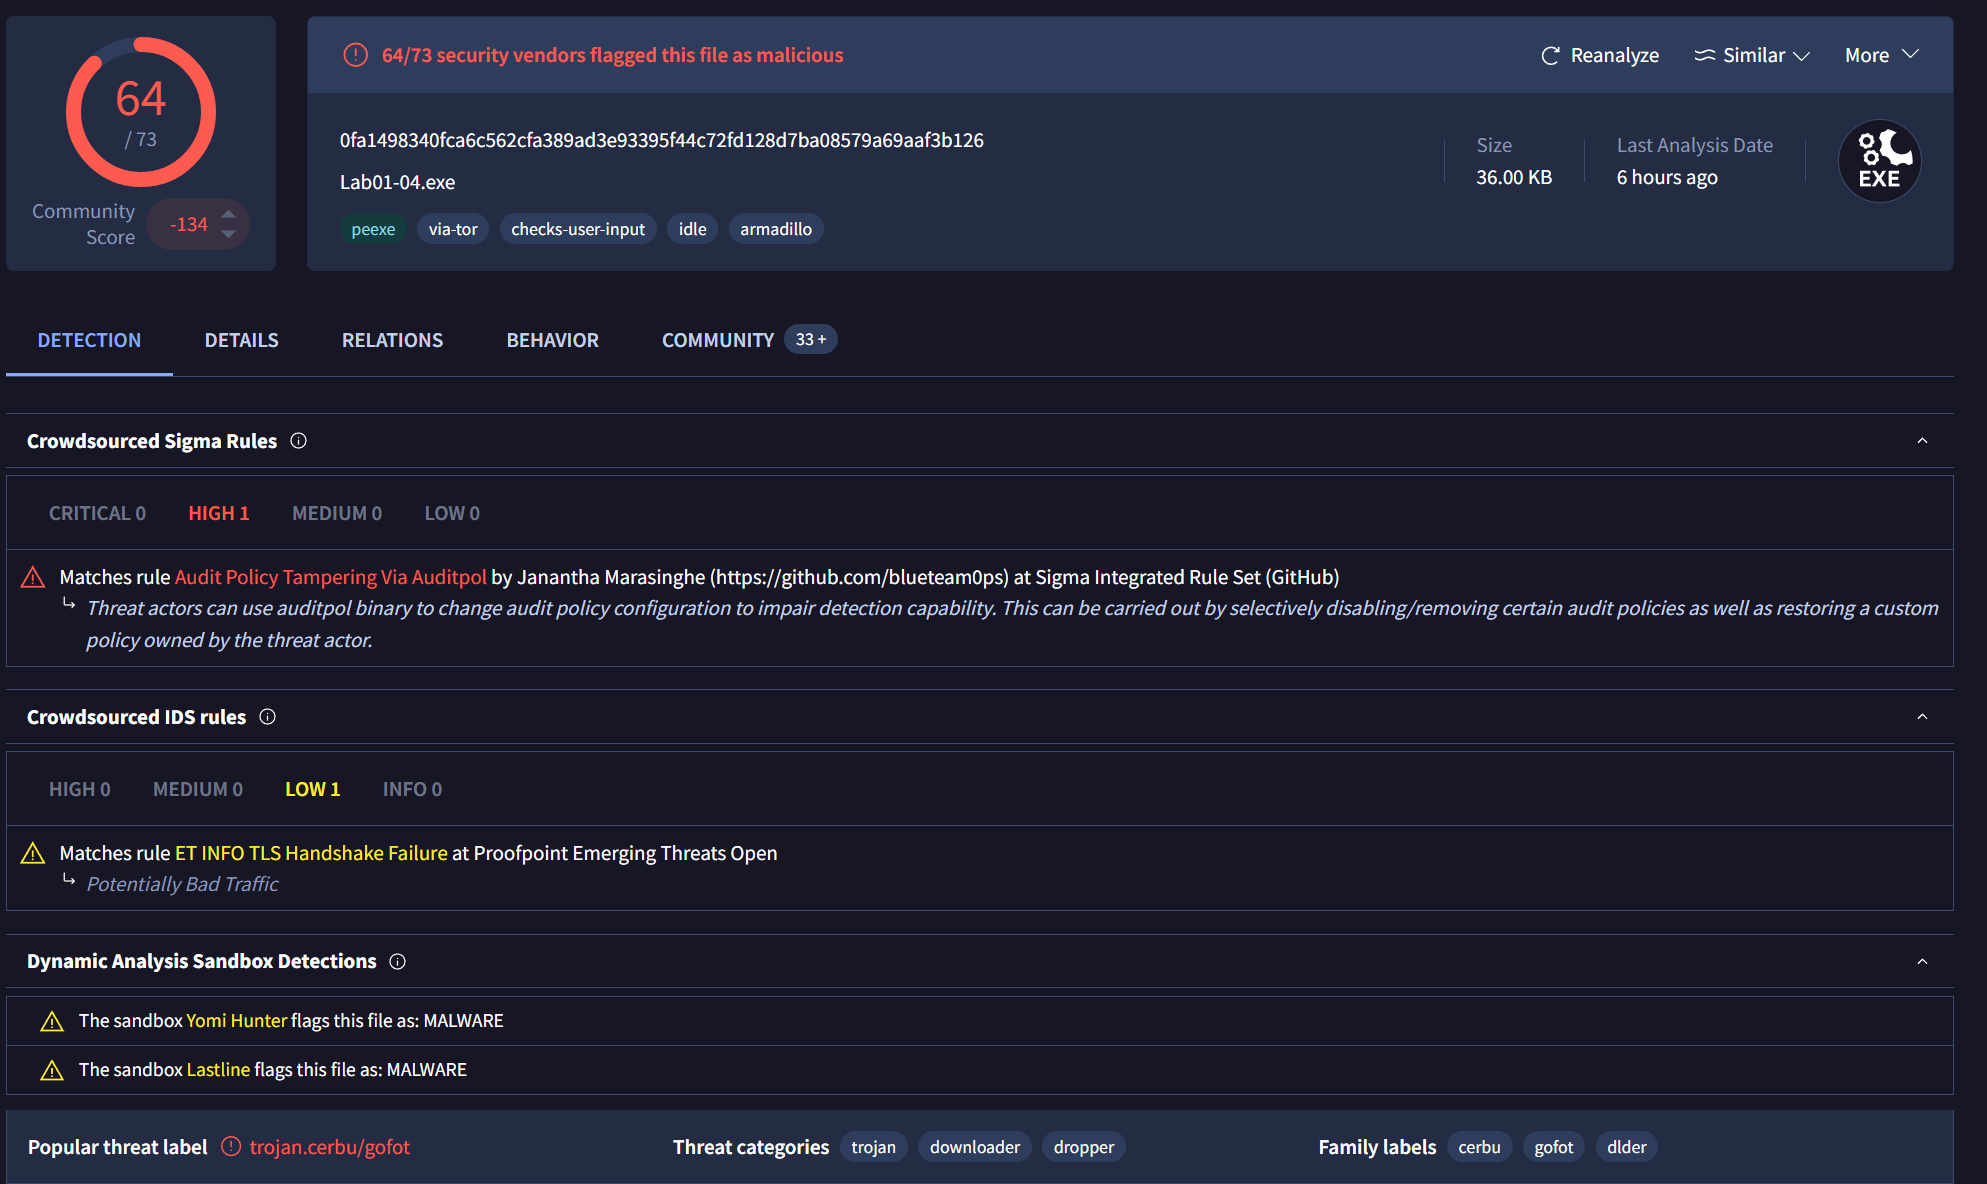 64
/ 73
Community Score
-134
64/73 security vendors flagged this file as malicious
Reanalyze
Similar
More
0fa1498340fca6c562cfa389ad3e93395f44c72fd128d7ba08579a69aaf3b126
Lab01-04.exe
peexe
via-tor
checks-user-input
idle
armadillo
Size
36.00 KB
Last Analysis Date
6 hours ago
EXE
DETECTION
DETAILS
RELATIONS
BEHAVIOR
COMMUNITY
33 +
Crowdsourced Sigma Rules
CRITICAL 0
HIGH 1
MEDIUM 0
LOW 0
Matches rule Audit Policy Tampering Via Auditpol by Janantha Marasinghe (https://github.com/blueteam0ps) at Sigma Integrated Rule Set (GitHub)
Threat actors can use auditpol binary to change audit policy configuration to impair detection capability. This can be carried out by selectively disabling/removing certain audit policies as well as restoring a custom
policy owned by the threat actor.
Crowdsourced IDS rules
HIGH 0
MEDIUM 0
LOW 1
INFO 0
Matches rule ET INFO TLS Handshake Failure at Proofpoint Emerging Threats Open
Potentially Bad Traffic
Dynamic Analysis Sandbox Detections
The sandbox Yomi Hunter flags this file as: MALWARE
The sandbox Lastline flags this file as: MALWARE
Popular threat label
trojan.cerbu/gofot
Threat categories
trojan
downloader
dropper
Family labels
cerbu
gofot
dlder